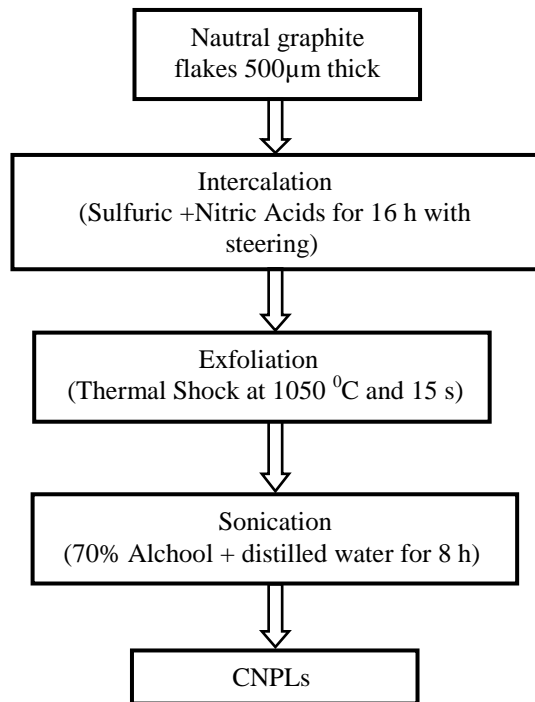 Nautral graphite
flakes 500µm thick
Intercalation
(Sulfuric +Nitric Acids for 16 h with
steering)
Exfoliation
(Thermal Shock at 1050 ⁰C and 15 s)
Sonication
(70% Alchool + distilled water for 8 h)
CNPLs